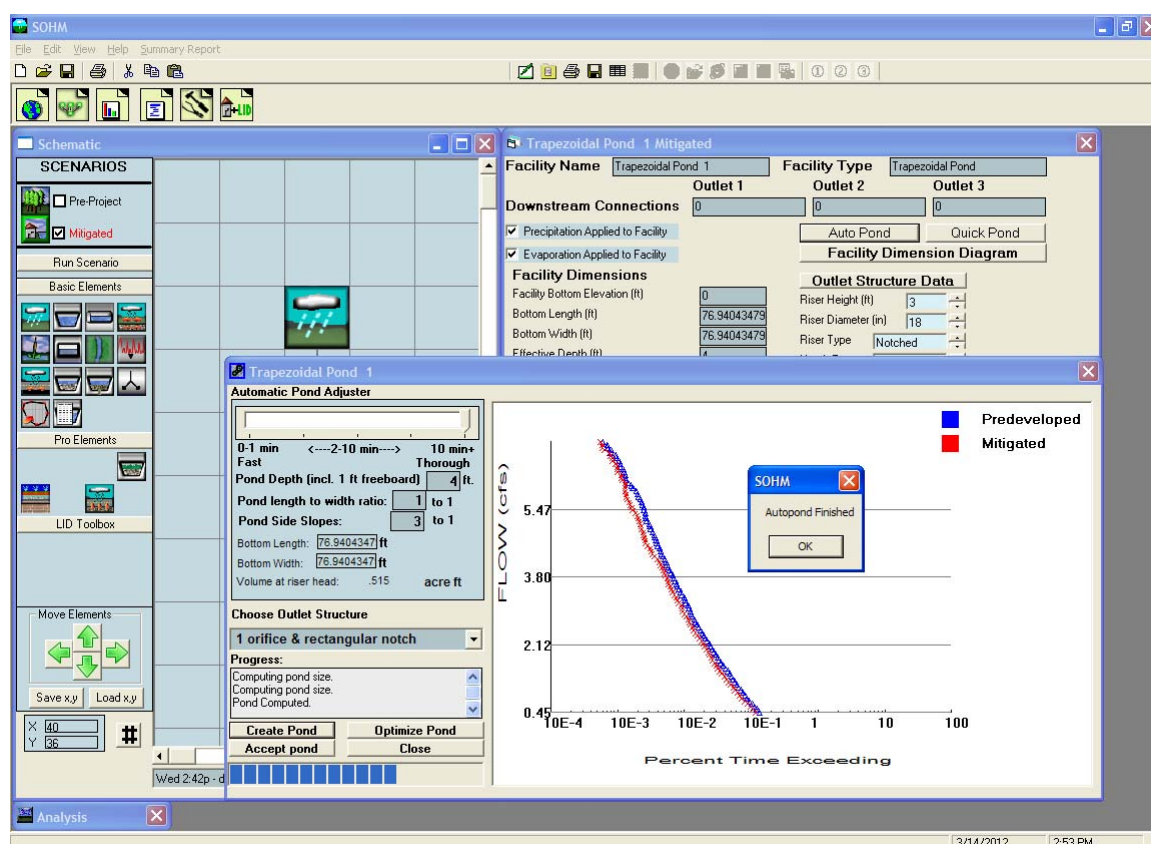 SOHM
File Edit View Help Summary Report
Schematic
SCENARIOS
Pre-Project
Mitigated
Run Scenario
Basic Elements
Pro Elements
LID Toolbox
Move Elements
Save x,y Load x,y
X 40
Y 36
#
Wed 2:42p - d
Analysis
Trapezoidal Pond 1 Mitigated
Facility Name Trapezoidal Pond 1 Facility Type Trapezoidal Pond
Outlet 1 Outlet 2 Outlet 3
Downstream Connections 0 0 0
Precipitation Applied to Facility Auto Pond Quick Pond
Evaporation Applied to Facility Facility Dimension Diagram
Facility Dimensions Outlet Structure Data
Facility Bottom Elevation (ft) 0 Riser Height (ft) 3
Bottom Length (ft) 76.94043479 Riser Diameter (in) 18
Bottom Width (ft) 76.94043479 Riser Type Notched
Effective Depth (ft) 4
Trapezoidal Pond 1
Automatic Pond Adjuster
0-1 min <----2-10 min----> 10 min+
Fast Thorough
Pond Depth (incl. 1 ft freeboard) 4 ft.
Pond length to width ratio: 1 to 1
Pond Side Slopes: 3 to 1
Bottom Length: 76.9404347 ft
Bottom Width: 76.9404347 ft
Volume at riser head: .515 acre ft
Choose Outlet Structure
1 orifice & rectangular notch
Progress:
Computing pond size.
Computing pond size.
Pond Computed.
Create Pond Optimize Pond
Accept pond Close
Predeveloped
Mitigated
FLOW (cfs)
5.47
3.80
2.12
0.45
10E-4 10E-3 10E-2 10E-1 1 10 100
Percent Time Exceeding
SOHM
Autopond Finished
OK
3/14/2012 2:53 PM